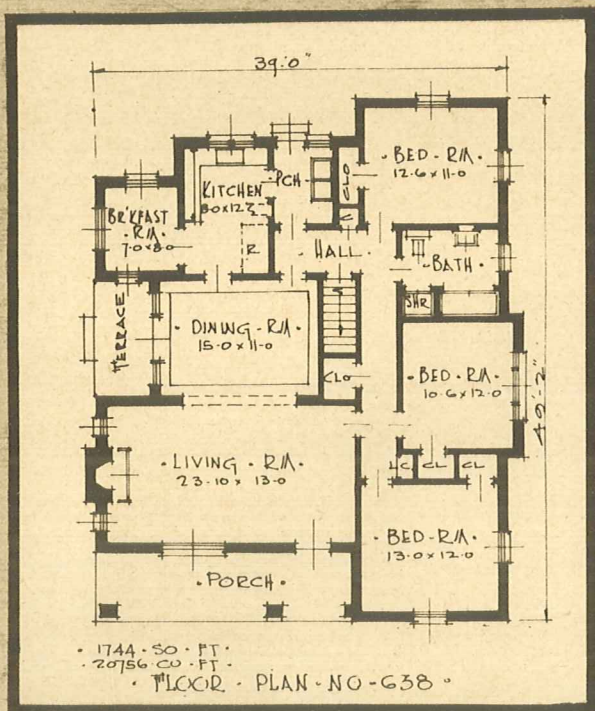 39'-0"
· BED - RM ·
12-6 x 11-0
CLO
· PCH ·
KITCHEN
8-0 x 12-2
BR'KFAST
· RM ·
7-0 x 8-0
C
· HALL ·
· BATH ·
R
SHR
TERRACE
· DINING - RM ·
15-0 x 11-0
CLO
· BED · RM ·
10-6 x 12-0
49'-2"
· LIVING · RM ·
23-10 x 13-0
LC
CL
CL
· BED - RM ·
13-0 x 12-0
· PORCH ·
· 1744 · SQ · FT ·
· 20756 · CU · FT ·
· FLOOR · PLAN · NO - 638 ·